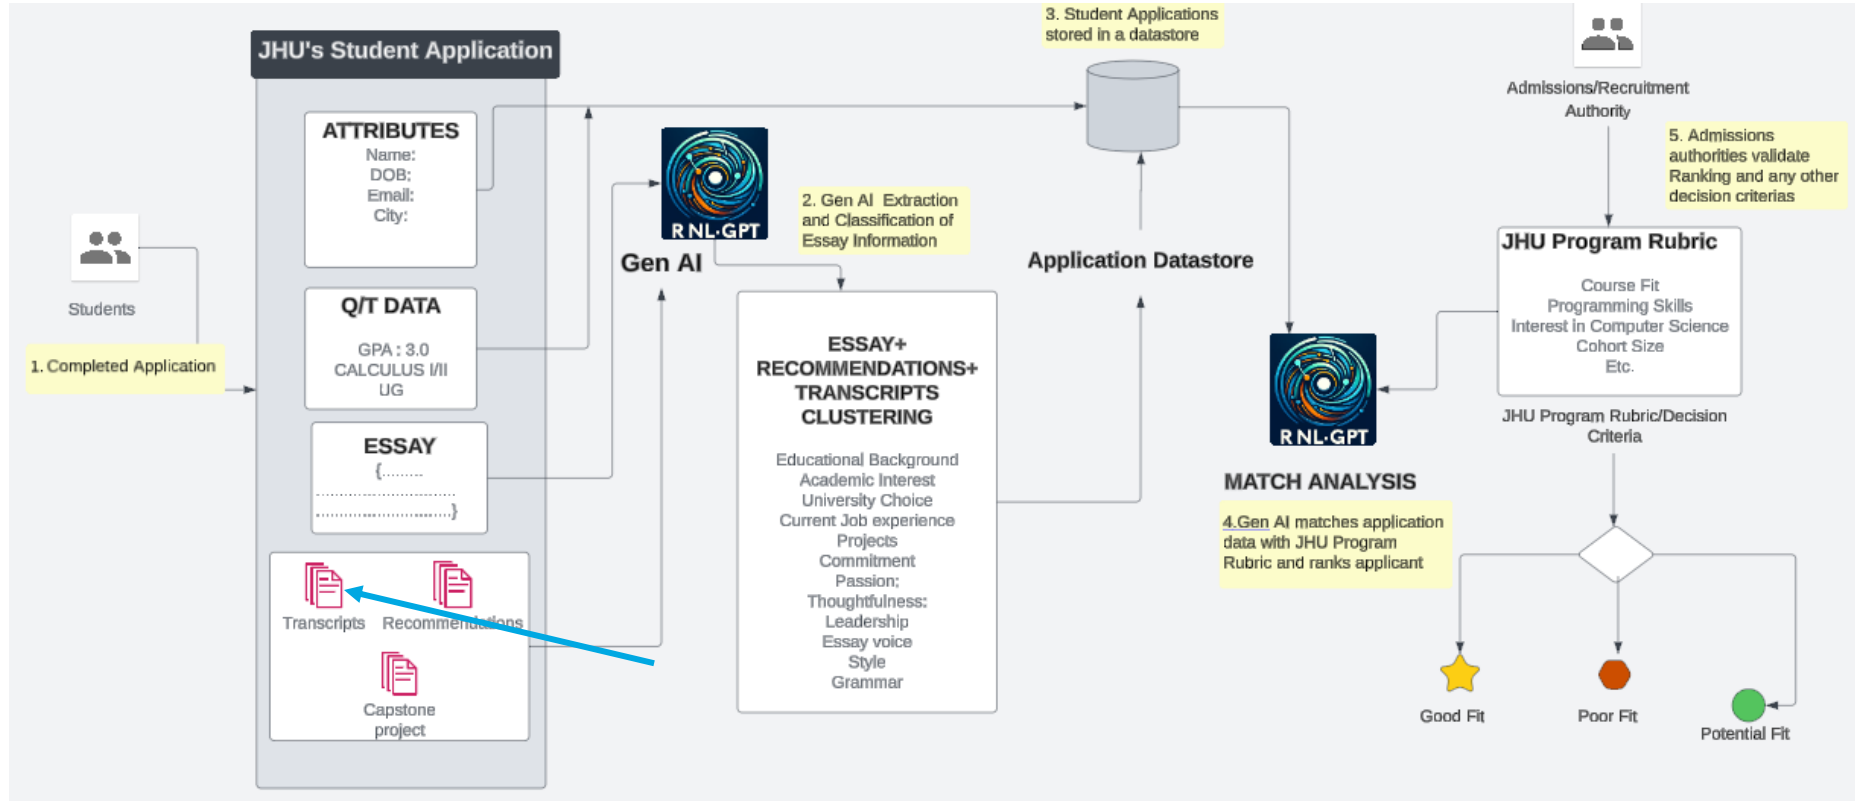 JHU's Student Application
ATTRIBUTES
Name:
DOB:
Email:
City:
Q/T DATA
GPA : 3.0
CALCULUS I/II
UG
ESSAY
{.........
.......................................
......................................}
Transcripts
Recommendations
Capstone
project
Students
1. Completed Application
RNL·GPT
Gen AI
2. Gen AI Extraction
and Classification of
Essay Information
ESSAY+
RECOMMENDATIONS+
TRANSCRIPTS
CLUSTERING
Educational Background
Academic Interest
University Choice
Current Job experience
Projects
Commitment
Passion:
Thoughtfulness:
Leadership
Essay voice
Style
Grammar
3. Student Applications
stored in a datastore
Application Datastore
RNL·GPT
MATCH ANALYSIS
4.Gen AI matches application
data with JHU Program
Rubric and ranks applicant
Admissions/Recruitment
Authority
5. Admissions
authorities validate
Ranking and any other
decision criterias
JHU Program Rubric
Course Fit
Programming Skills
Interest in Computer Science
Cohort Size
Etc.
JHU Program Rubric/Decision
Criteria
Good Fit
Poor Fit
Potential Fit